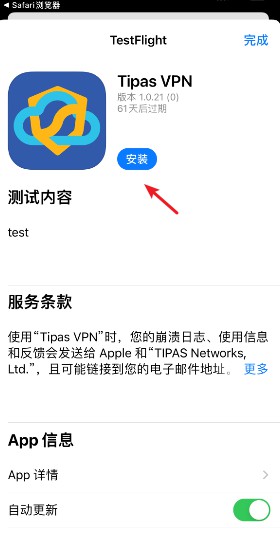 Safari 浏览器
TestFlight
完成
Tipas VPN
版本 1.0.21 (0)
61天后过期
安装
测试内容
test
服务条款
使用“Tipas VPN”时，您的崩溃日志、使用信息
和反馈会发送给 Apple 和“TIPAS Networks,
Ltd.”，且可能链接到您的电子邮件地址。 更多
App 信息
App 详情
自动更新